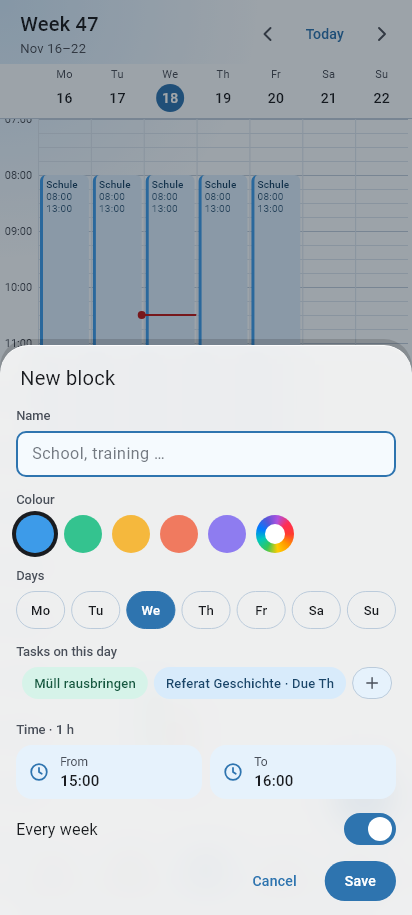 Week 47
Nov 16–22
Today
Mo Tu We Th Fr Sa Su
16 17 18 19 20 21 22
07:00
08:00
Schule Schule Schule Schule Schule
08:00 08:00 08:00 08:00 08:00
13:00 13:00 13:00 13:00 13:00
09:00
10:00
11:00
New block
Name
School, training …
Colour
Days
Mo Tu We Th Fr Sa Su
Tasks on this day
Müll rausbringen
Referat Geschichte · Due Th
Time · 1 h
From
15:00
To
16:00
Every week
Cancel
Save